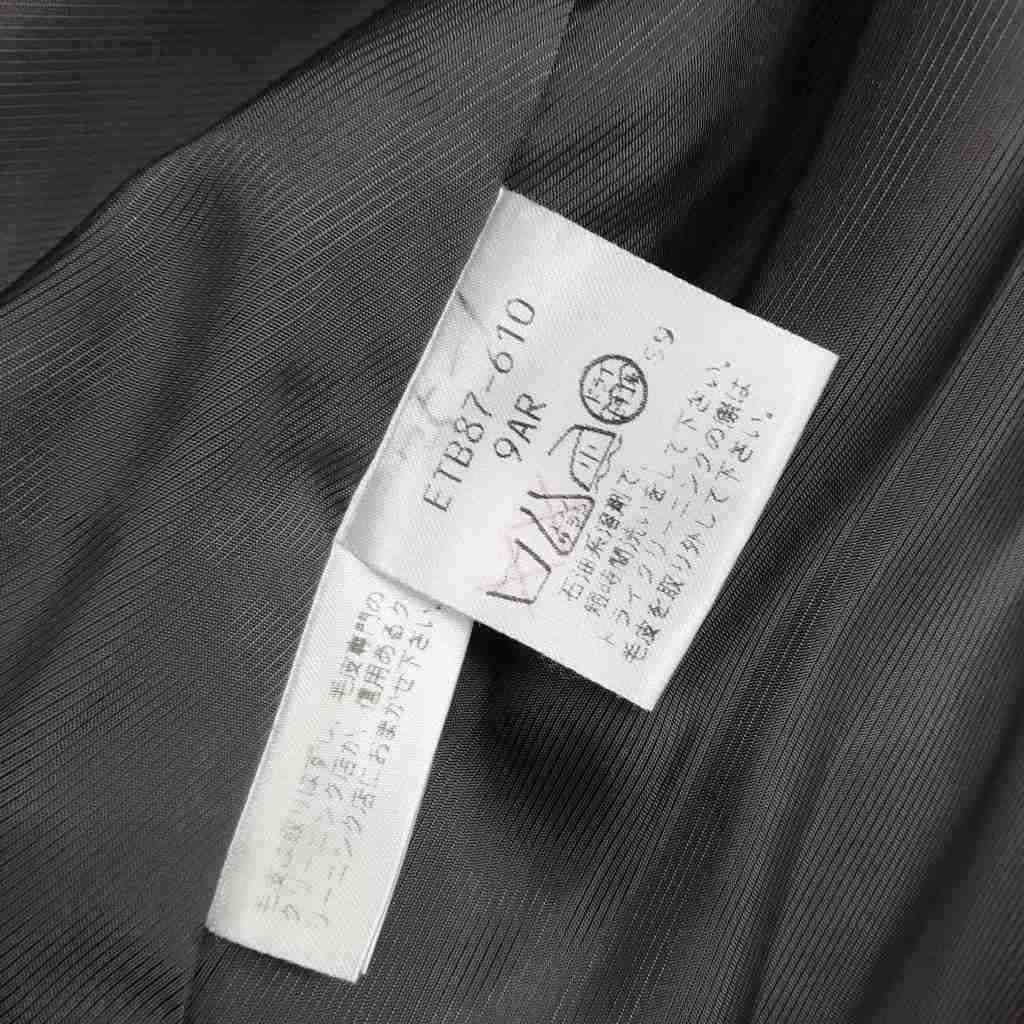 ETB87-610
9AR
S9
石油系溶剤で
短時間洗いをして下さい。
ドライクリーニングの際は
毛皮を取り外して下さい。
毛皮は取りはずし、毛皮専門の
クリーニング店か、信用あるク
リーニング店におまかせ下さい